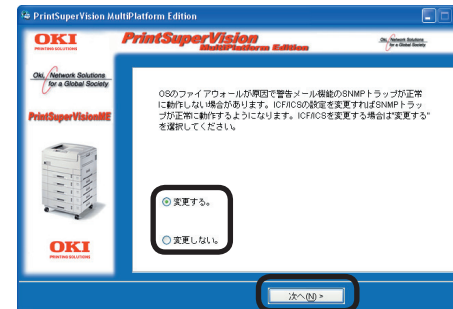 PrintSuperVision MultiPlatform Edition
OKI
PRINTING SOLUTIONS
PrintSuperVision
MultiPlatform Edition
Oki, Network Solutions
for a Global Society
Oki, Network Solutions
for a Global Society
PrintSuperVisionME
OKI
PRINTING SOLUTIONS
OSのファイアウォールが原因で警告メール機能のSNMPトラップが正常
に動作しない場合があります。ICF/ICSの設定を変更すればSNMPトラッ
プが正常に動作するようになります。ICF/ICSを変更する場合は"変更する"
を選択してください。
変更する。
変更しない。
次へ(N) >